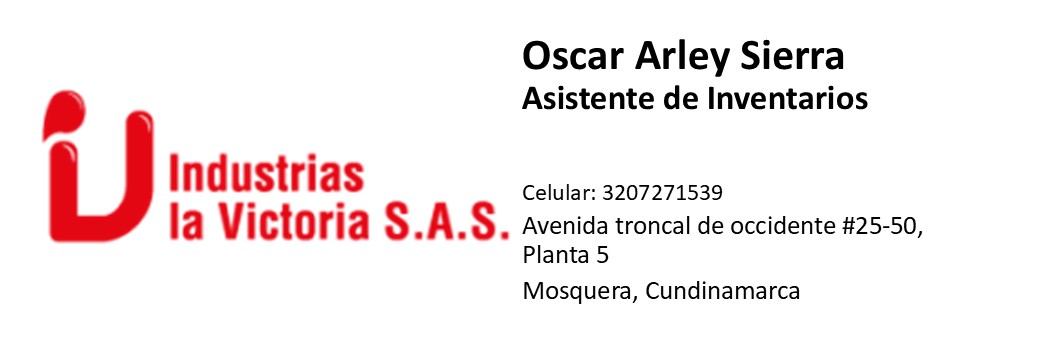 Oscar Arley Sierra
Asistente de Inventarios
Industrias
la Victoria S.A.S.
Celular: 3207271539
Avenida troncal de occidente #25-50,
Planta 5
Mosquera, Cundinamarca